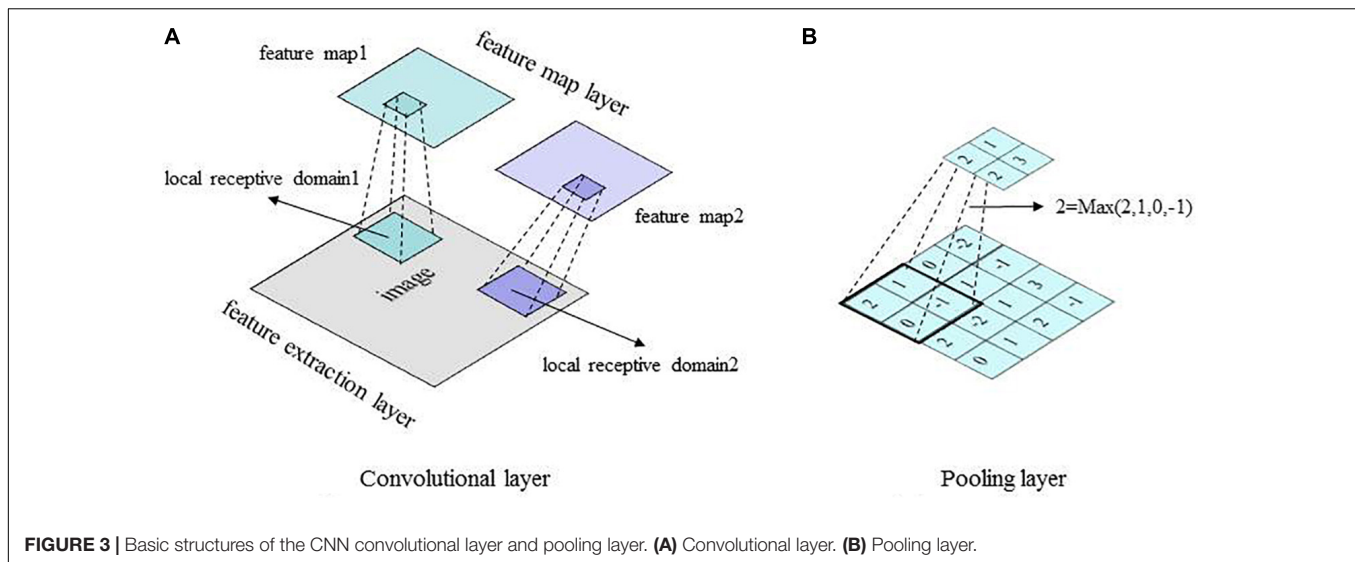 A
feature map1
feature map layer
local receptive domain1
feature map2
image
feature extraction layer
local receptive domain2
Convolutional layer
B
2 1
2 3
2=Max(2,1,0,-1)
2 1 0 -2
0 -1 1 -1
2 -2 1 3
0 1 2 -1
Pooling layer
FIGURE 3 | Basic structures of the CNN convolutional layer and pooling layer. (A) Convolutional layer. (B) Pooling layer.